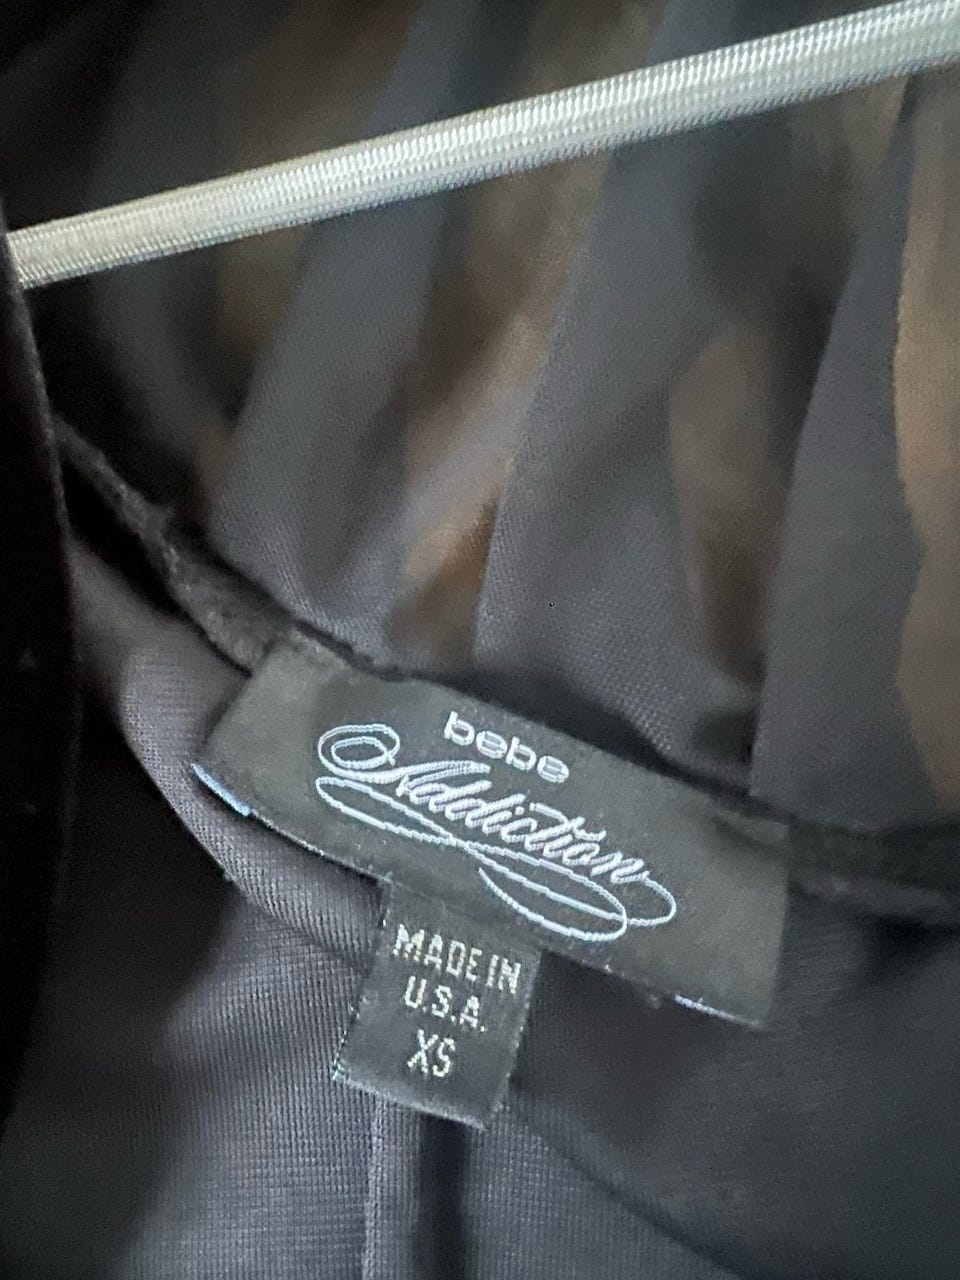 bebe
Addiction
MADE IN
U.S.A.
XS